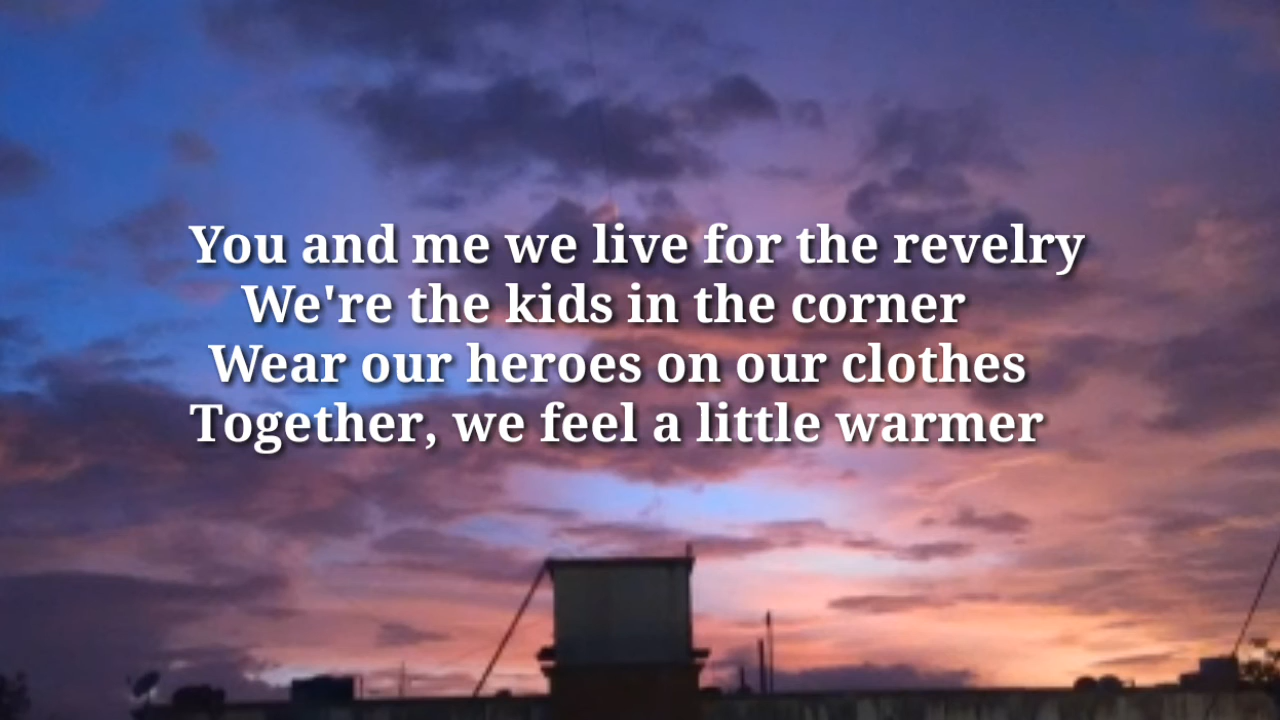 You and me we live for the revelry
We're the kids in the corner
Wear our heroes on our clothes
Together, we feel a little warmer